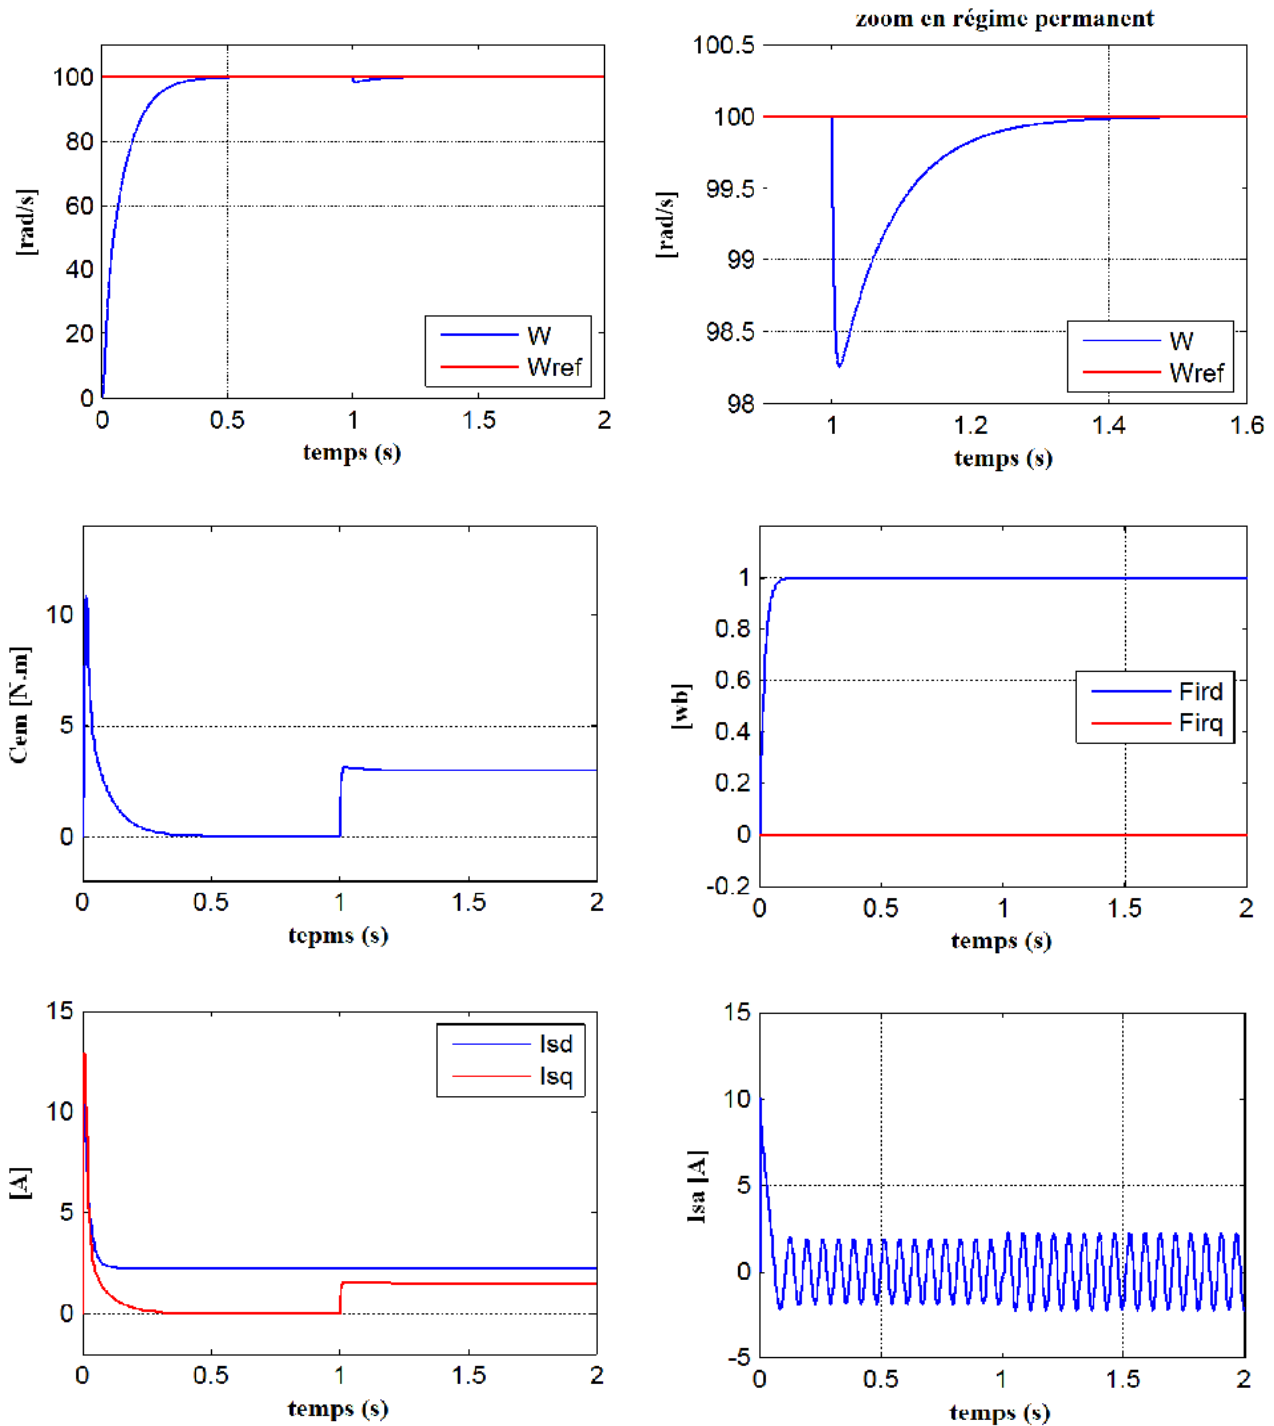 zoom en régime permanent
100
80
60
40
20
0
[rad/s]
0 0.5 1 1.5 2
temps (s)
W
Wref
100.5
100
99.5
99
98.5
98
[rad/s]
1 1.2 1.4 1.6
temps (s)
W
Wref
10
5
0
Cem [N.m]
0 0.5 1 1.5 2
tepms (s)
1
0.8
0.6
0.4
0.2
0
-0.2
[wb]
0 0.5 1 1.5 2
temps (s)
Fird
Firq
15
10
5
0
[A]
0 0.5 1 1.5 2
temps (s)
Isd
Isq
15
10
5
0
-5
Isa [A]
0 0.5 1 1.5 2
temps (s)